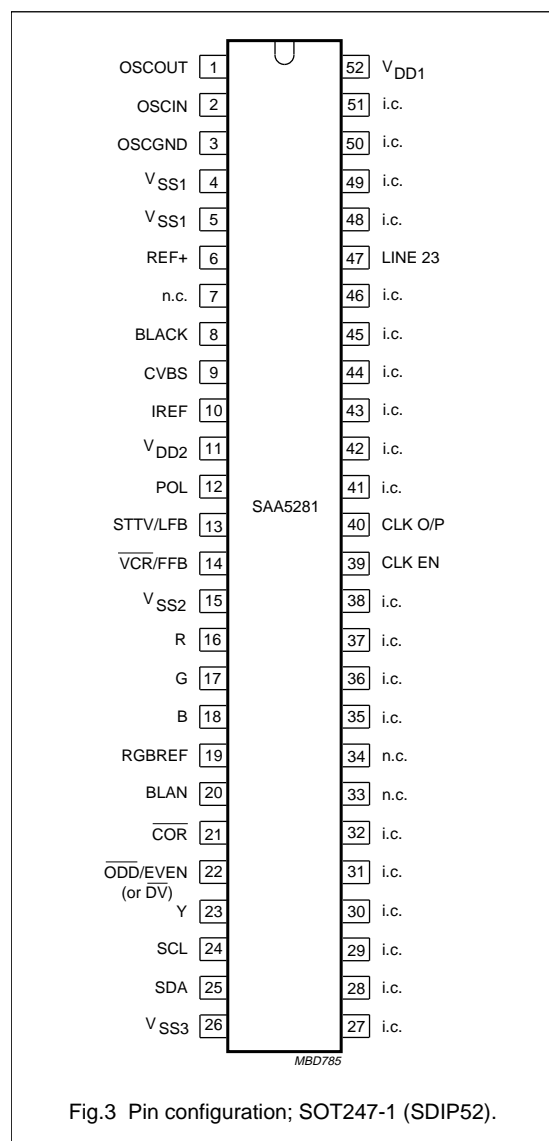 OSCOUT 1 52 VDD1
OSCIN 2 51 i.c.
OSCGND 3 50 i.c.
VSS1 4 49 i.c.
VSS1 5 48 i.c.
REF+ 6 47 LINE 23
n.c. 7 46 i.c.
BLACK 8 45 i.c.
CVBS 9 44 i.c.
IREF 10 43 i.c.
VDD2 11 42 i.c.
POL 12 41 i.c.
SAA5281
STTV/LFB 13 40 CLK O/P
V̅C̅R̅/FFB 14 39 CLK EN
VSS2 15 38 i.c.
R 16 37 i.c.
G 17 36 i.c.
B 18 35 i.c.
RGBREF 19 34 n.c.
BLAN 20 33 n.c.
C̅O̅R̅ 21 32 i.c.
O̅D̅D̅/EVEN 22 31 i.c.
(or D̅V̅)
Y 23 30 i.c.
SCL 24 29 i.c.
SDA 25 28 i.c.
VSS3 26 27 i.c.
MBD785
Fig.3 Pin configuration; SOT247-1 (SDIP52).